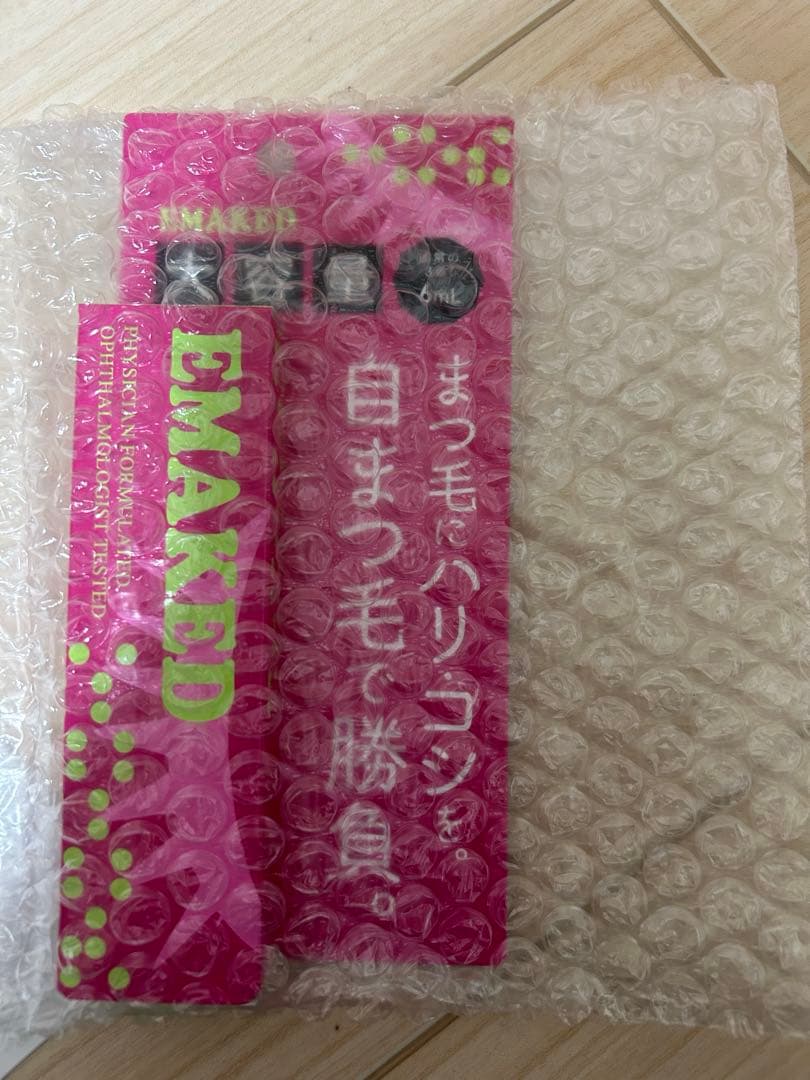 EMAKED
大容量
6mL
まつ毛にハリ・コシを。
自まつ毛で勝負。
EMAKED
PHYSICIAN FORMULATED
OPHTHALMOLOGIST TESTED